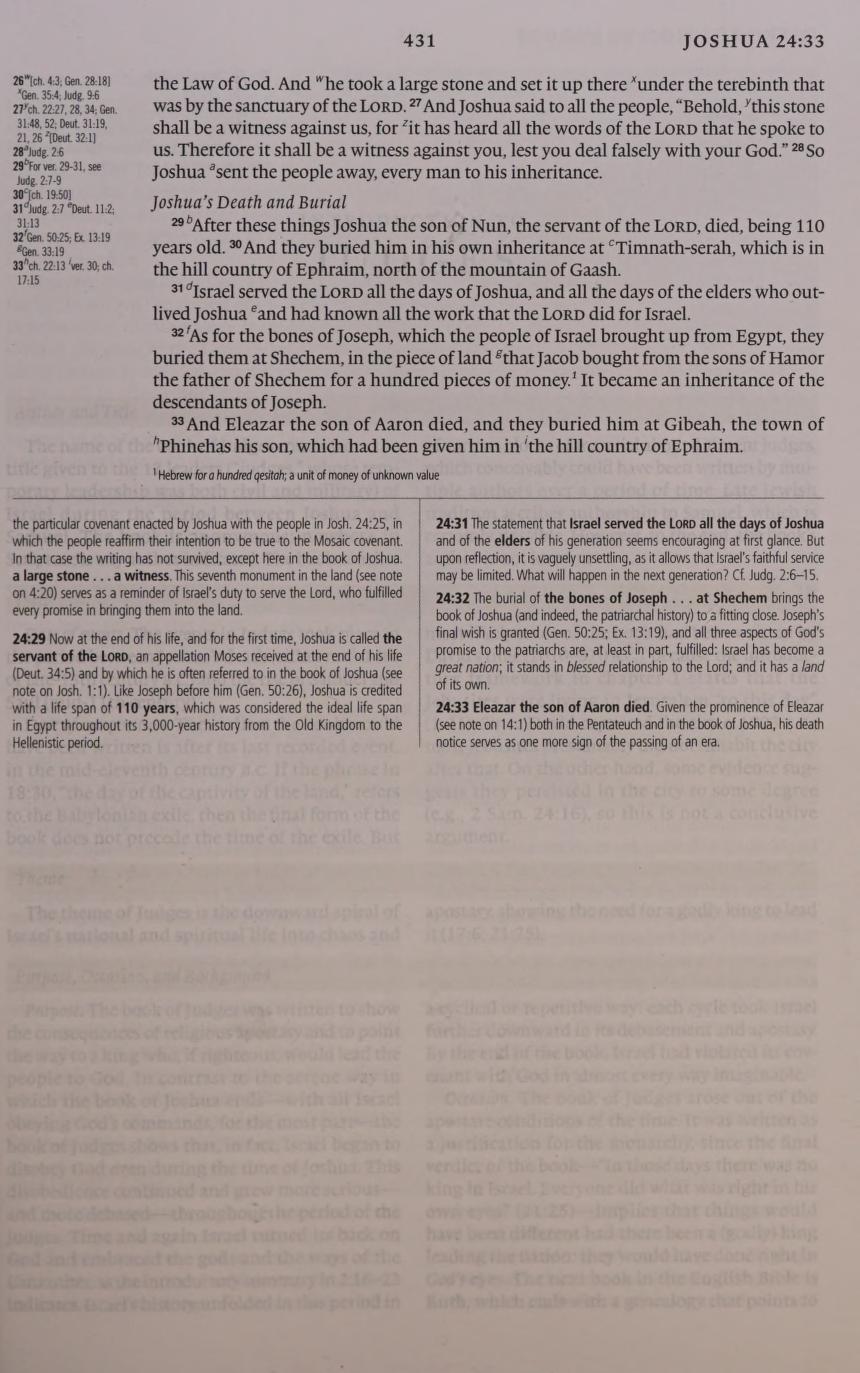 431
JOSHUA 24:33
26 w[ch. 4:3; Gen. 28:18]
xGen. 35:4; Judg. 9:6
27 ych. 22:27, 28, 34; Gen.
31:48, 52; Deut. 31:19,
21, 26 z[Deut. 32:1]
28 aJudg. 2:6
29 bFor ver. 29-31, see
Judg. 2:7-9
30 c[ch. 19:50]
31 dJudg. 2:7 eDeut. 11:2;
31:13
32 fGen. 50:25; Ex. 13:19
gGen. 33:19
33 hch. 22:13 iver. 30; ch.
17:15
the Law of God. And whe took a large stone and set it up there xunder the terebinth that
was by the sanctuary of the LORD. 27 And Joshua said to all the people, “Behold, ythis stone
shall be a witness against us, for zit has heard all the words of the LORD that he spoke to
us. Therefore it shall be a witness against you, lest you deal falsely with your God.” 28 So
Joshua asent the people away, every man to his inheritance.
Joshua’s Death and Burial
29 bAfter these things Joshua the son of Nun, the servant of the LORD, died, being 110
years old. 30 And they buried him in his own inheritance at cTimnath-serah, which is in
the hill country of Ephraim, north of the mountain of Gaash.
31 dIsrael served the LORD all the days of Joshua, and all the days of the elders who out-
lived Joshua eand had known all the work that the LORD did for Israel.
32 fAs for the bones of Joseph, which the people of Israel brought up from Egypt, they
buried them at Shechem, in the piece of land gthat Jacob bought from the sons of Hamor
the father of Shechem for a hundred pieces of money.1 It became an inheritance of the
descendants of Joseph.
33 And Eleazar the son of Aaron died, and they buried him at Gibeah, the town of
hPhinehas his son, which had been given him in ithe hill country of Ephraim.
1 Hebrew for a hundred qesitah; a unit of money of unknown value
the particular covenant enacted by Joshua with the people in Josh. 24:25, in
which the people reaffirm their intention to be true to the Mosaic covenant.
In that case the writing has not survived, except here in the book of Joshua.
a large stone . . . a witness. This seventh monument in the land (see note
on 4:20) serves as a reminder of Israel’s duty to serve the Lord, who fulfilled
every promise in bringing them into the land.
24:29 Now at the end of his life, and for the first time, Joshua is called the
servant of the LORD, an appellation Moses received at the end of his life
(Deut. 34:5) and by which he is often referred to in the book of Joshua (see
note on Josh. 1:1). Like Joseph before him (Gen. 50:26), Joshua is credited
with a life span of 110 years, which was considered the ideal life span
in Egypt throughout its 3,000-year history from the Old Kingdom to the
Hellenistic period.
24:31 The statement that Israel served the LORD all the days of Joshua
and of the elders of his generation seems encouraging at first glance. But
upon reflection, it is vaguely unsettling, as it allows that Israel’s faithful service
may be limited. What will happen in the next generation? Cf. Judg. 2:6–15.
24:32 The burial of the bones of Joseph . . . at Shechem brings the
book of Joshua (and indeed, the patriarchal history) to a fitting close. Joseph’s
final wish is granted (Gen. 50:25; Ex. 13:19), and all three aspects of God’s
promise to the patriarchs are, at least in part, fulfilled: Israel has become a
great nation; it stands in blessed relationship to the Lord; and it has a land
of its own.
24:33 Eleazar the son of Aaron died. Given the prominence of Eleazar
(see note on 14:1) both in the Pentateuch and in the book of Joshua, his death
notice serves as one more sign of the passing of an era.